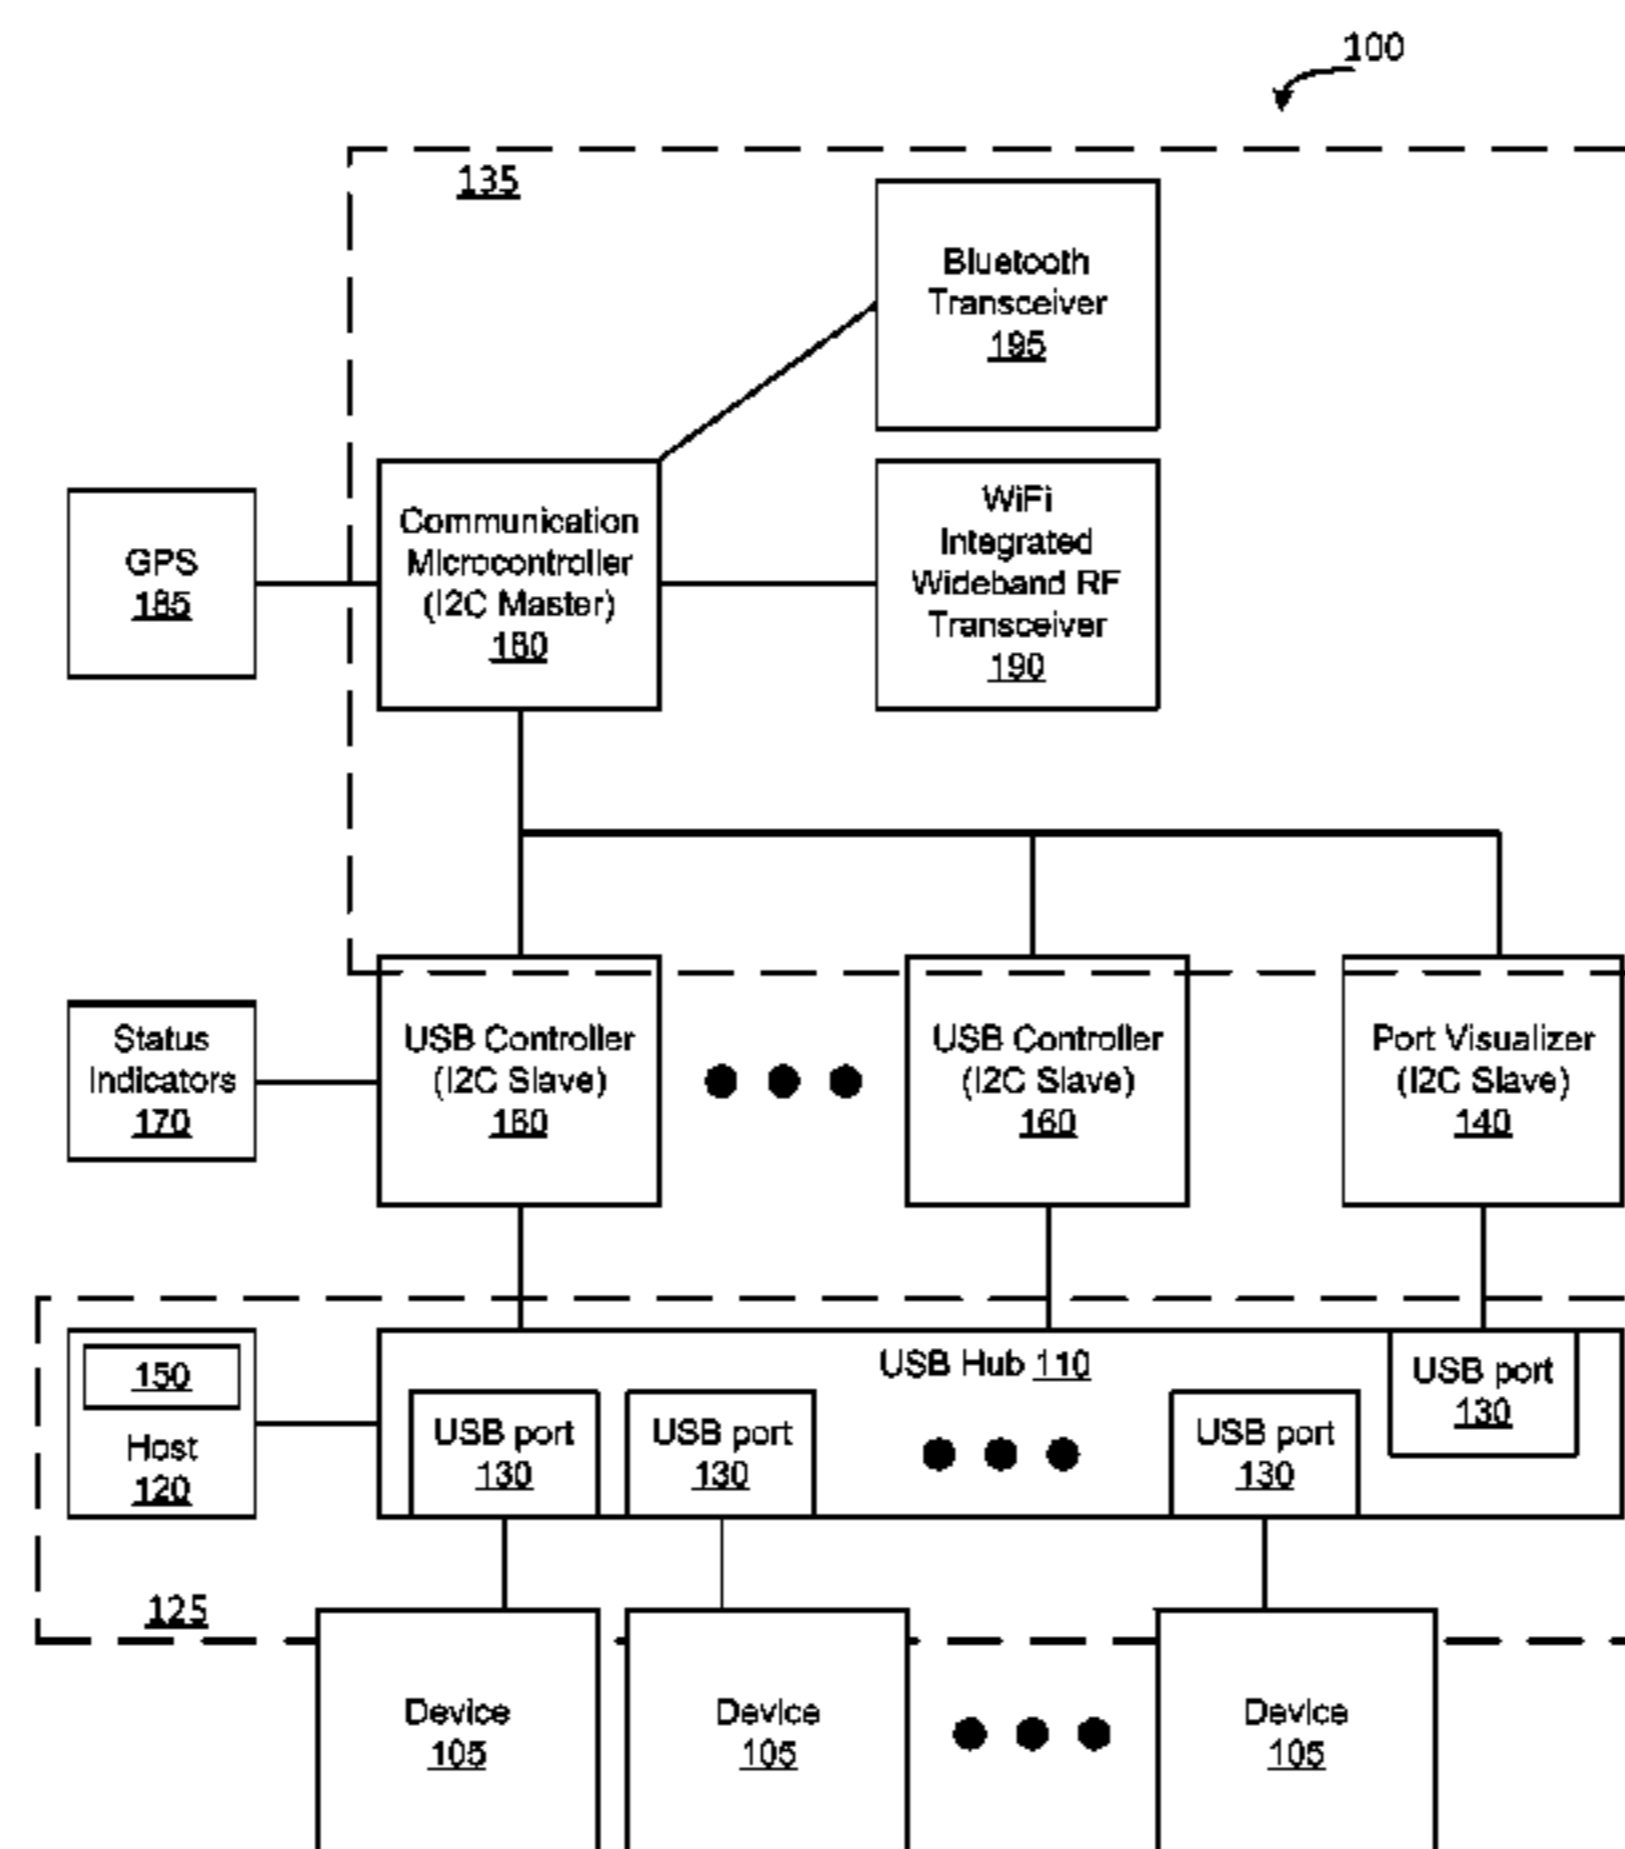 100
135
Bluetooth
Transceiver
195
GPS
185
Communication
Microcontroller
(I2C Master)
180
WiFi
Integrated
Wideband RF
Transceiver
190
Status
Indicators
170
USB Controller
(I2C Slave)
160
USB Controller
(I2C Slave)
160
Port Visualizer
(I2C Slave)
140
150
Host
120
USB Hub 110
USB port
130
USB port
130
USB port
130
USB port
130
125
Device
105
Device
105
Device
105